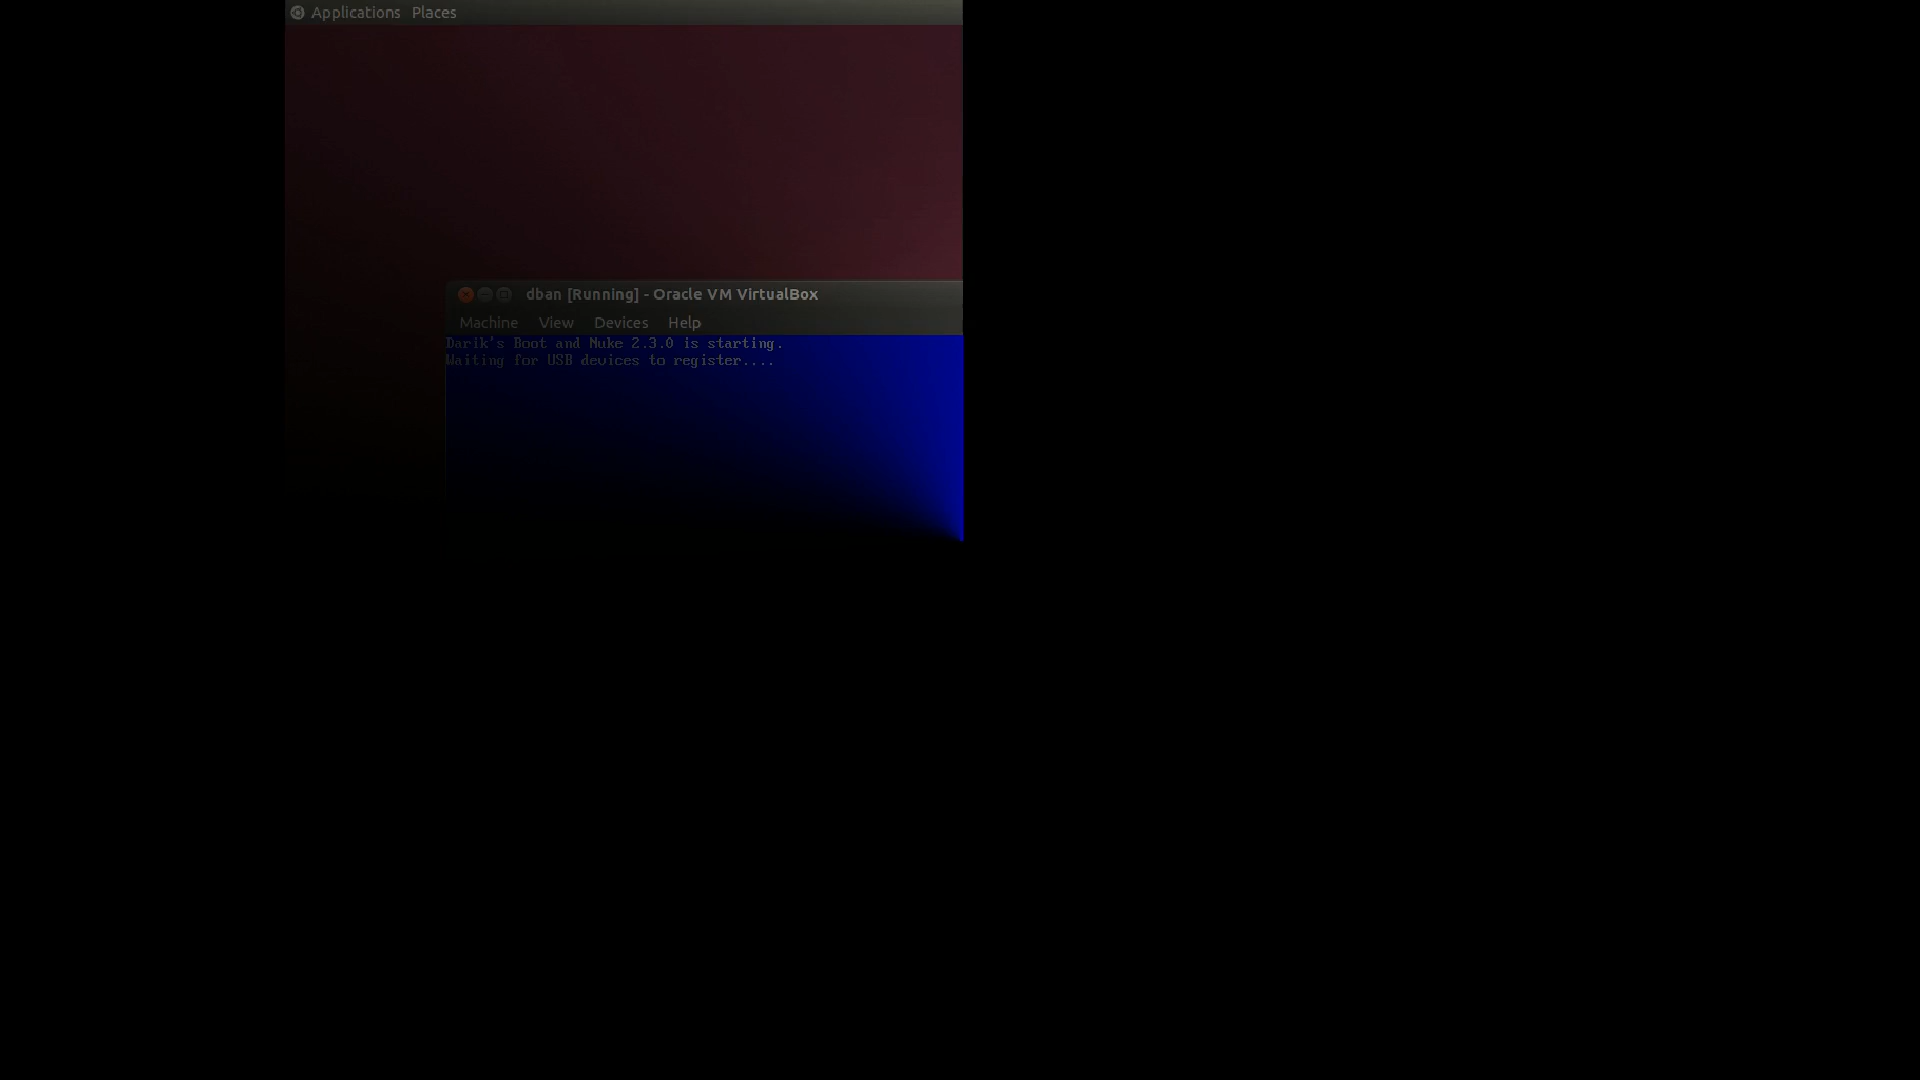 Applications Places
dban [Running] - Oracle VM VirtualBox
Machine View Devices Help
Darik's Boot and Nuke 2.3.0 is starting.
Waiting for USB devices to register....